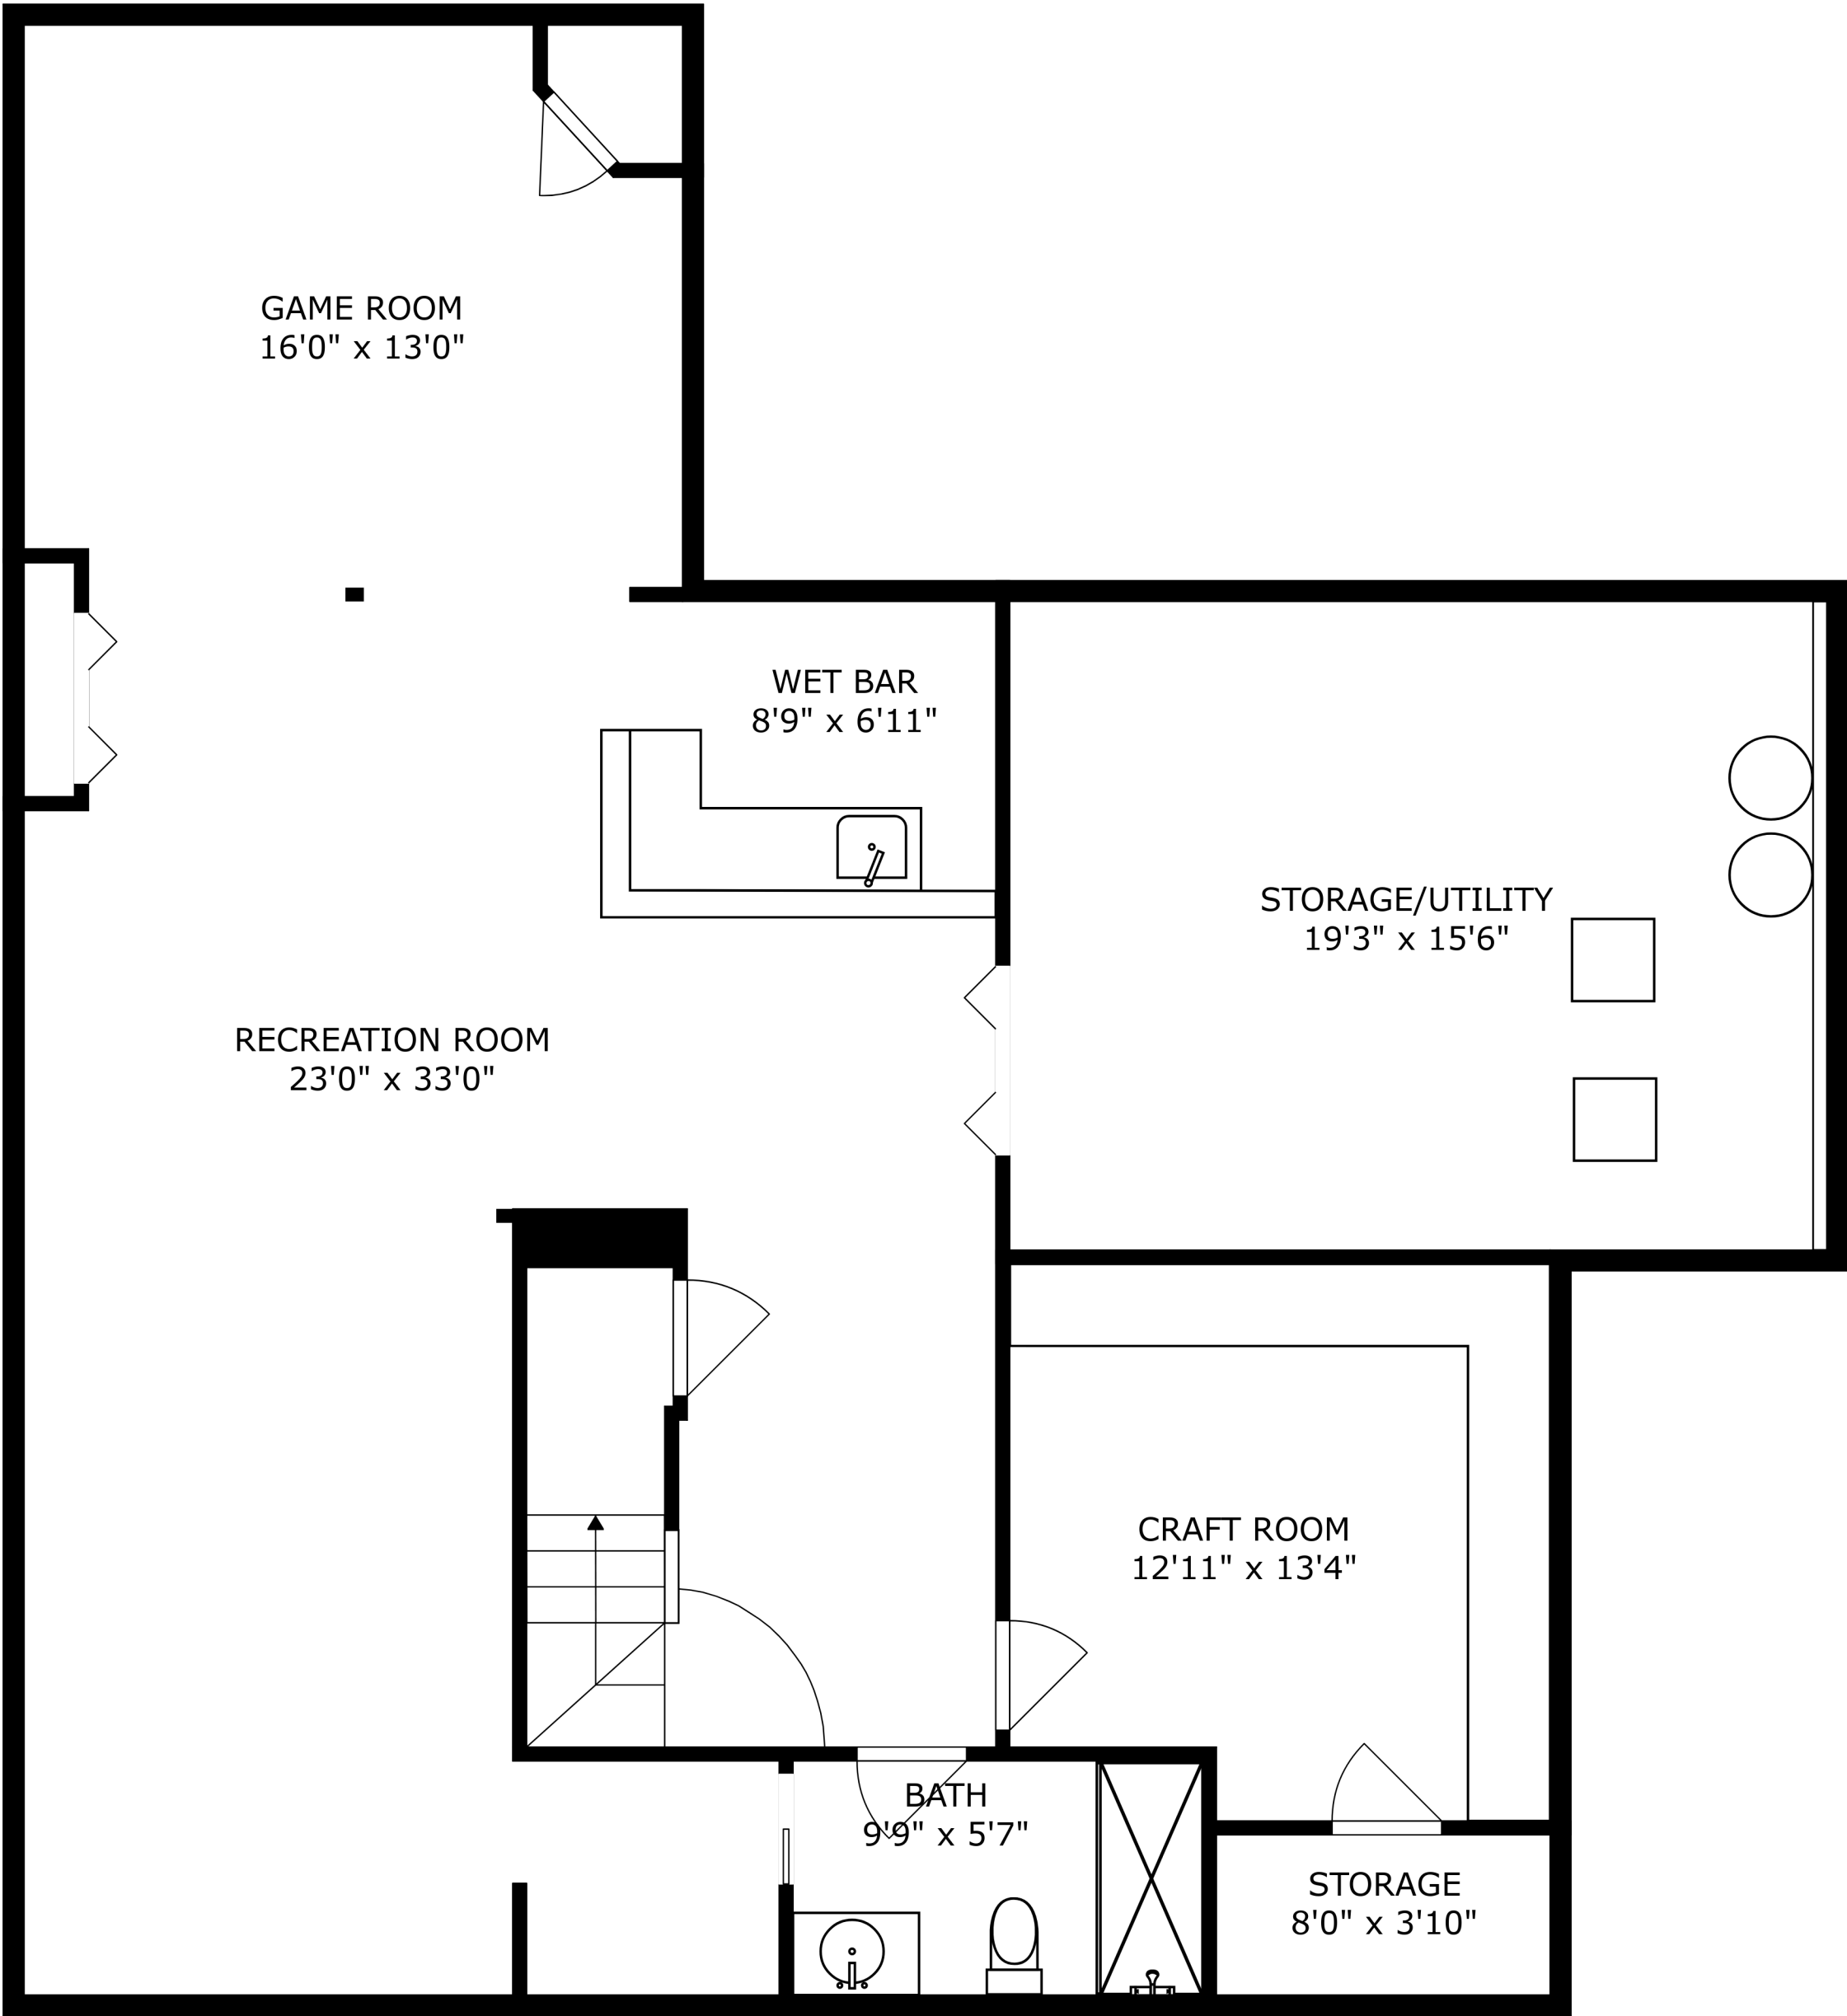 GAME ROOM
16'0" x 13'0"
WET BAR
8'9" x 6'11"
STORAGE/UTILITY
19'3" x 15'6"
RECREATION ROOM
23'0" x 33'0"
CRAFT ROOM
12'11" x 13'4"
BATH
9'9" x 5'7"
STORAGE
8'0" x 3'10"